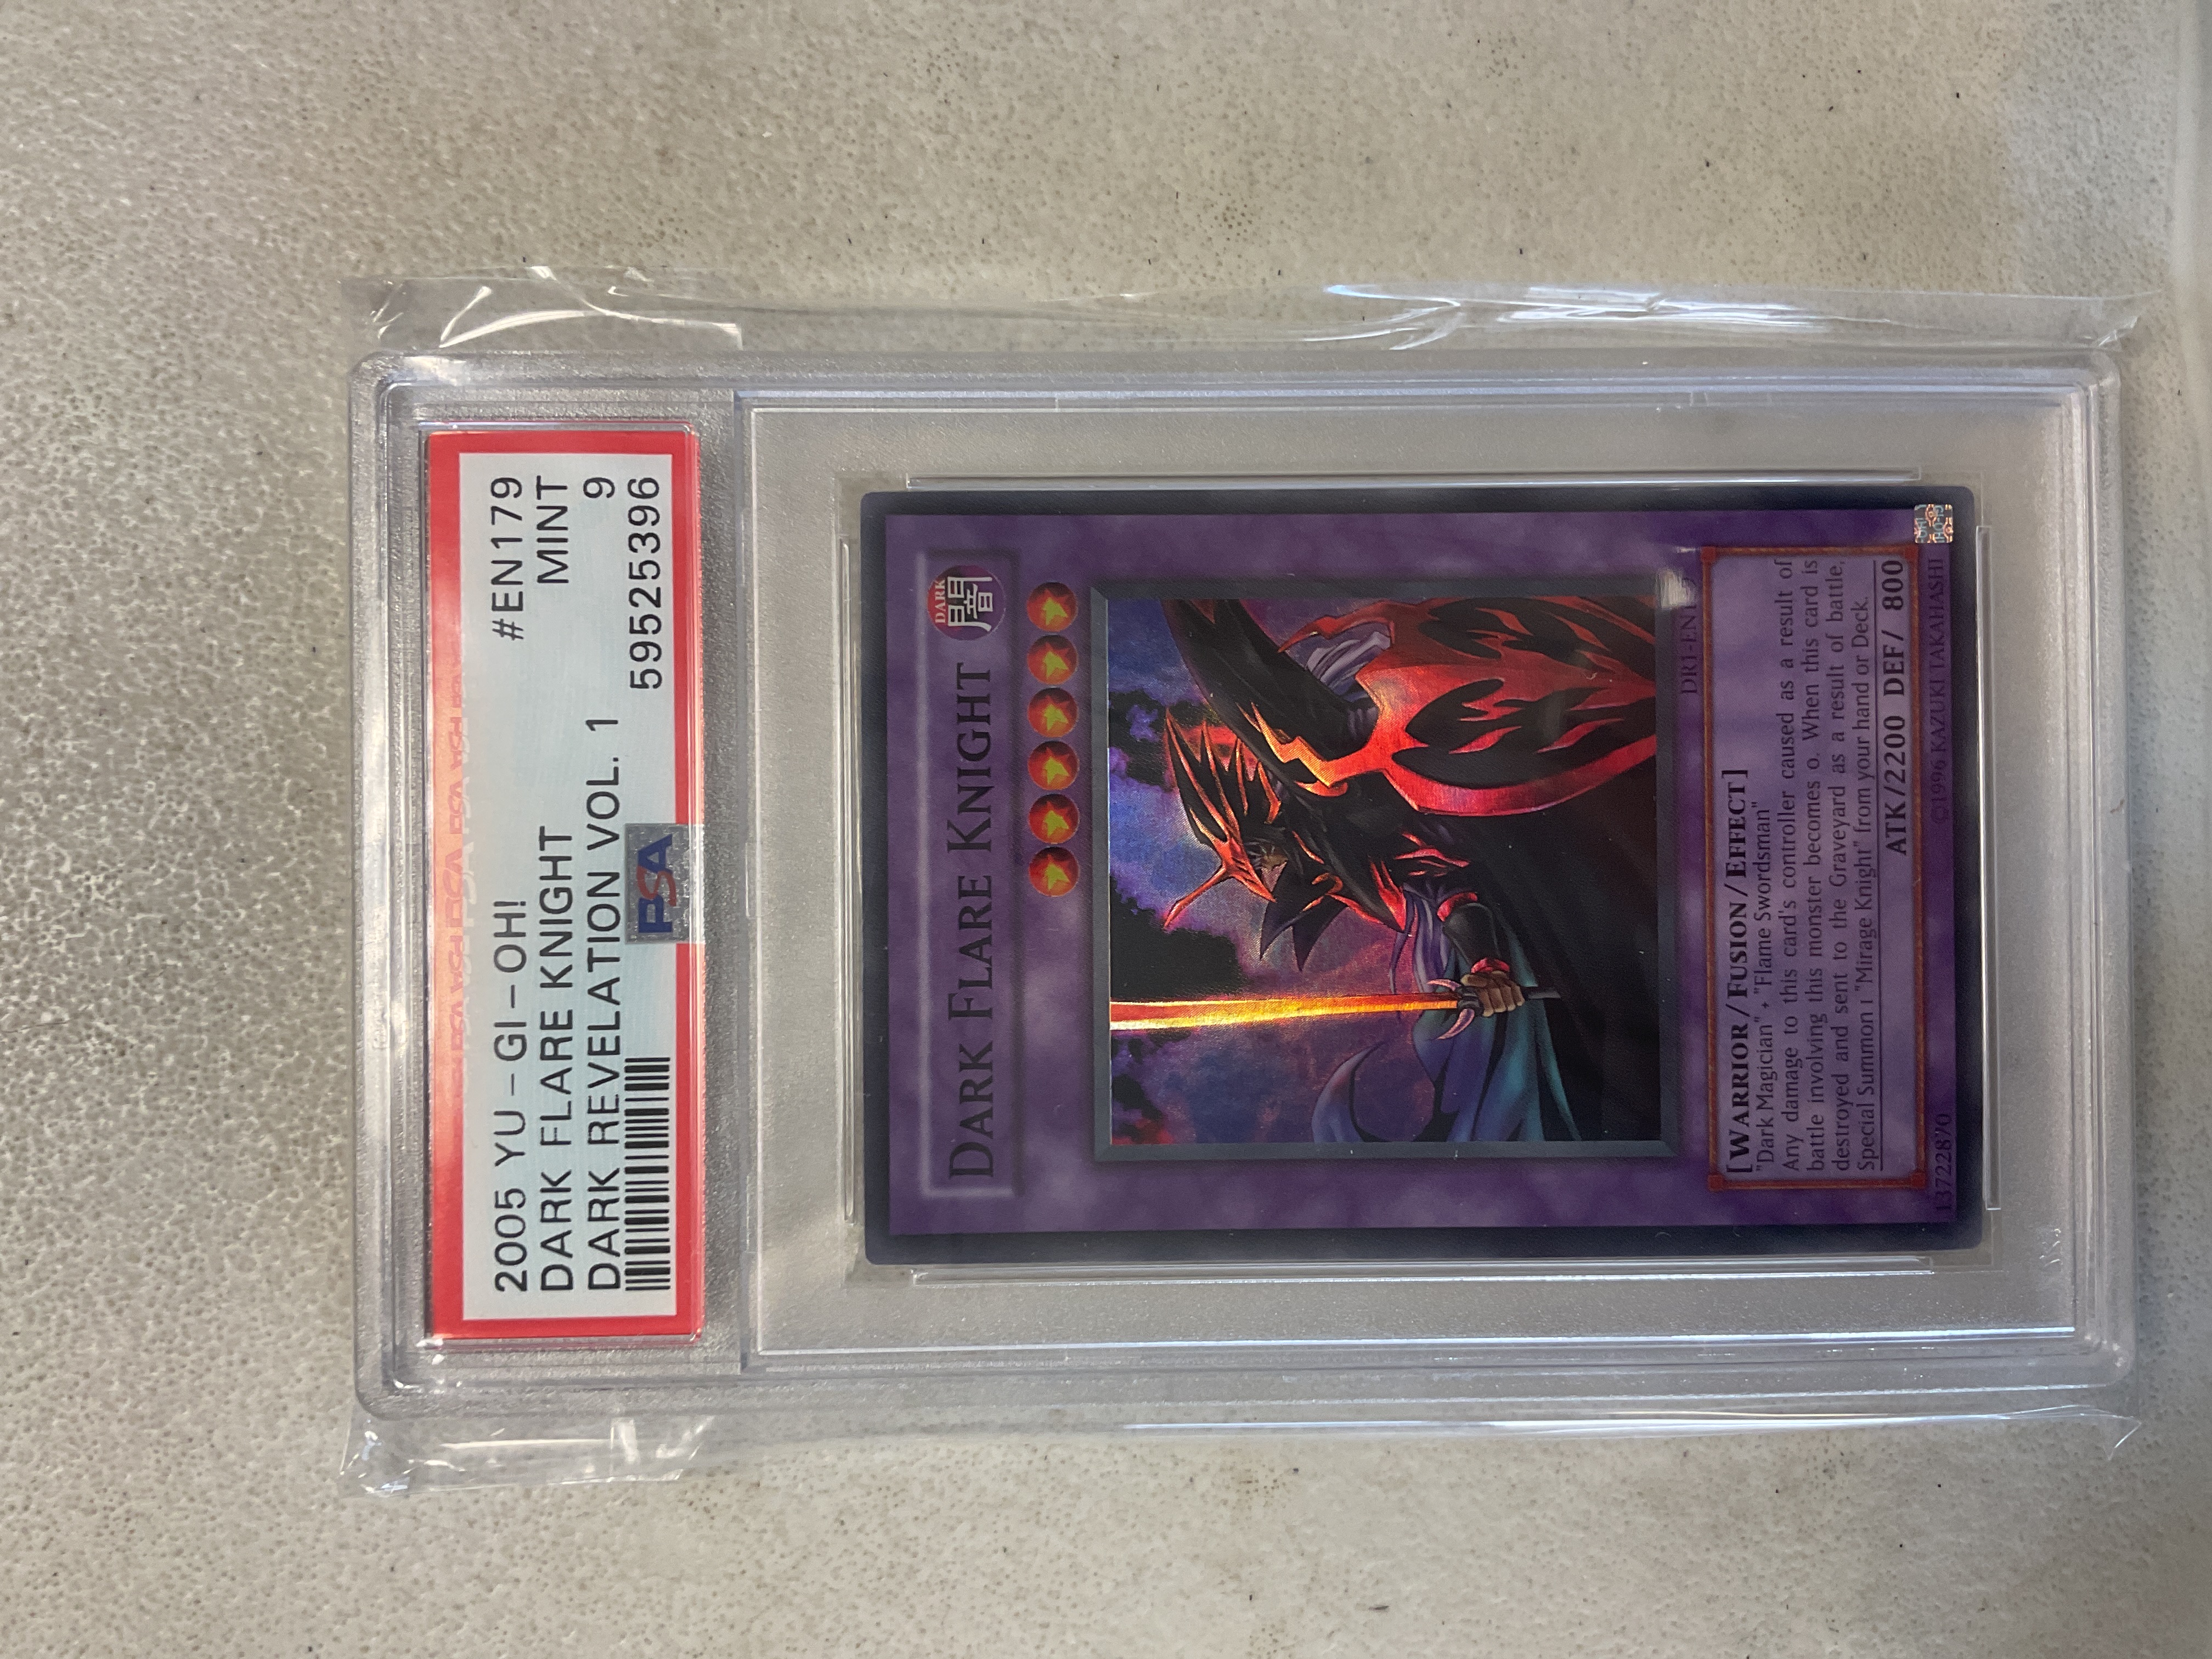 2005 YU-GI-OH! #EN179
DARK FLARE KNIGHT MINT
DARK REVELATION VOL. 1 9
59525396
PSA
DARK FLARE KNIGHT
DARK
闇
DR1-EN1
[WARRIOR/FUSION/EFFECT]
"Dark Magician" + "Flame Swordsman"
Any damage to this card's controller caused as a result of
battle involving this monster becomes 0. When this card is
destroyed and sent to the Graveyard as a result of battle,
Special Summon 1 "Mirage Knight" from your hand or Deck.
ATK/2200 DEF/ 800
13722870 ©1996 KAZUKI TAKAHASHI